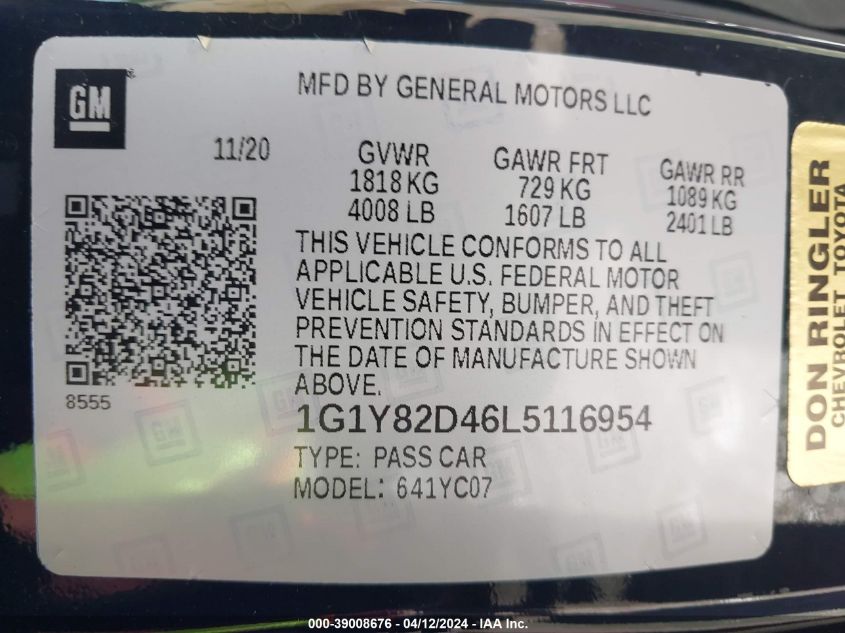 GM
MFD BY GENERAL MOTORS LLC
11/20
GVWR
1818 KG
4008 LB
GAWR FRT
729 KG
1607 LB
GAWR RR
1089 KG
2401 LB
THIS VEHICLE CONFORMS TO ALL
APPLICABLE U.S. FEDERAL MOTOR
VEHICLE SAFETY, BUMPER, AND THEFT
PREVENTION STANDARDS IN EFFECT ON
THE DATE OF MANUFACTURE SHOWN
ABOVE.
8555
1G1Y82D46L5116954
TYPE: PASS CAR
MODEL: 641YC07
DON RINGLER
CHEVROLET TOYOTA
000-39008676 - 04/12/2024 - IAA Inc.